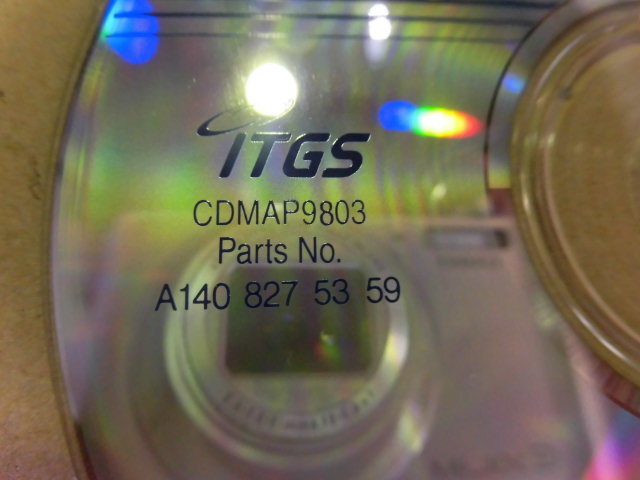 ITGS
CDMAP9803
Parts No.
A140 827 53 59